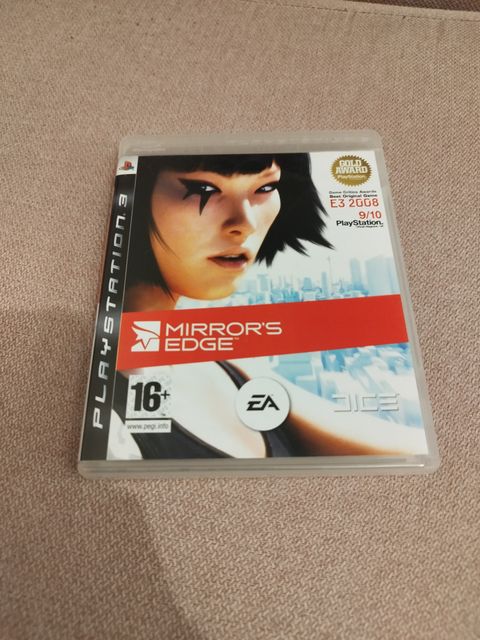 PLAYSTATION 3
GOLD
AWARD
PlayStation
Game Critics Awards
Best Original Game
E3 2008
9/10
PlayStation
MIRROR'S
EDGE™
16+
www.pegi.info
EA
DICE